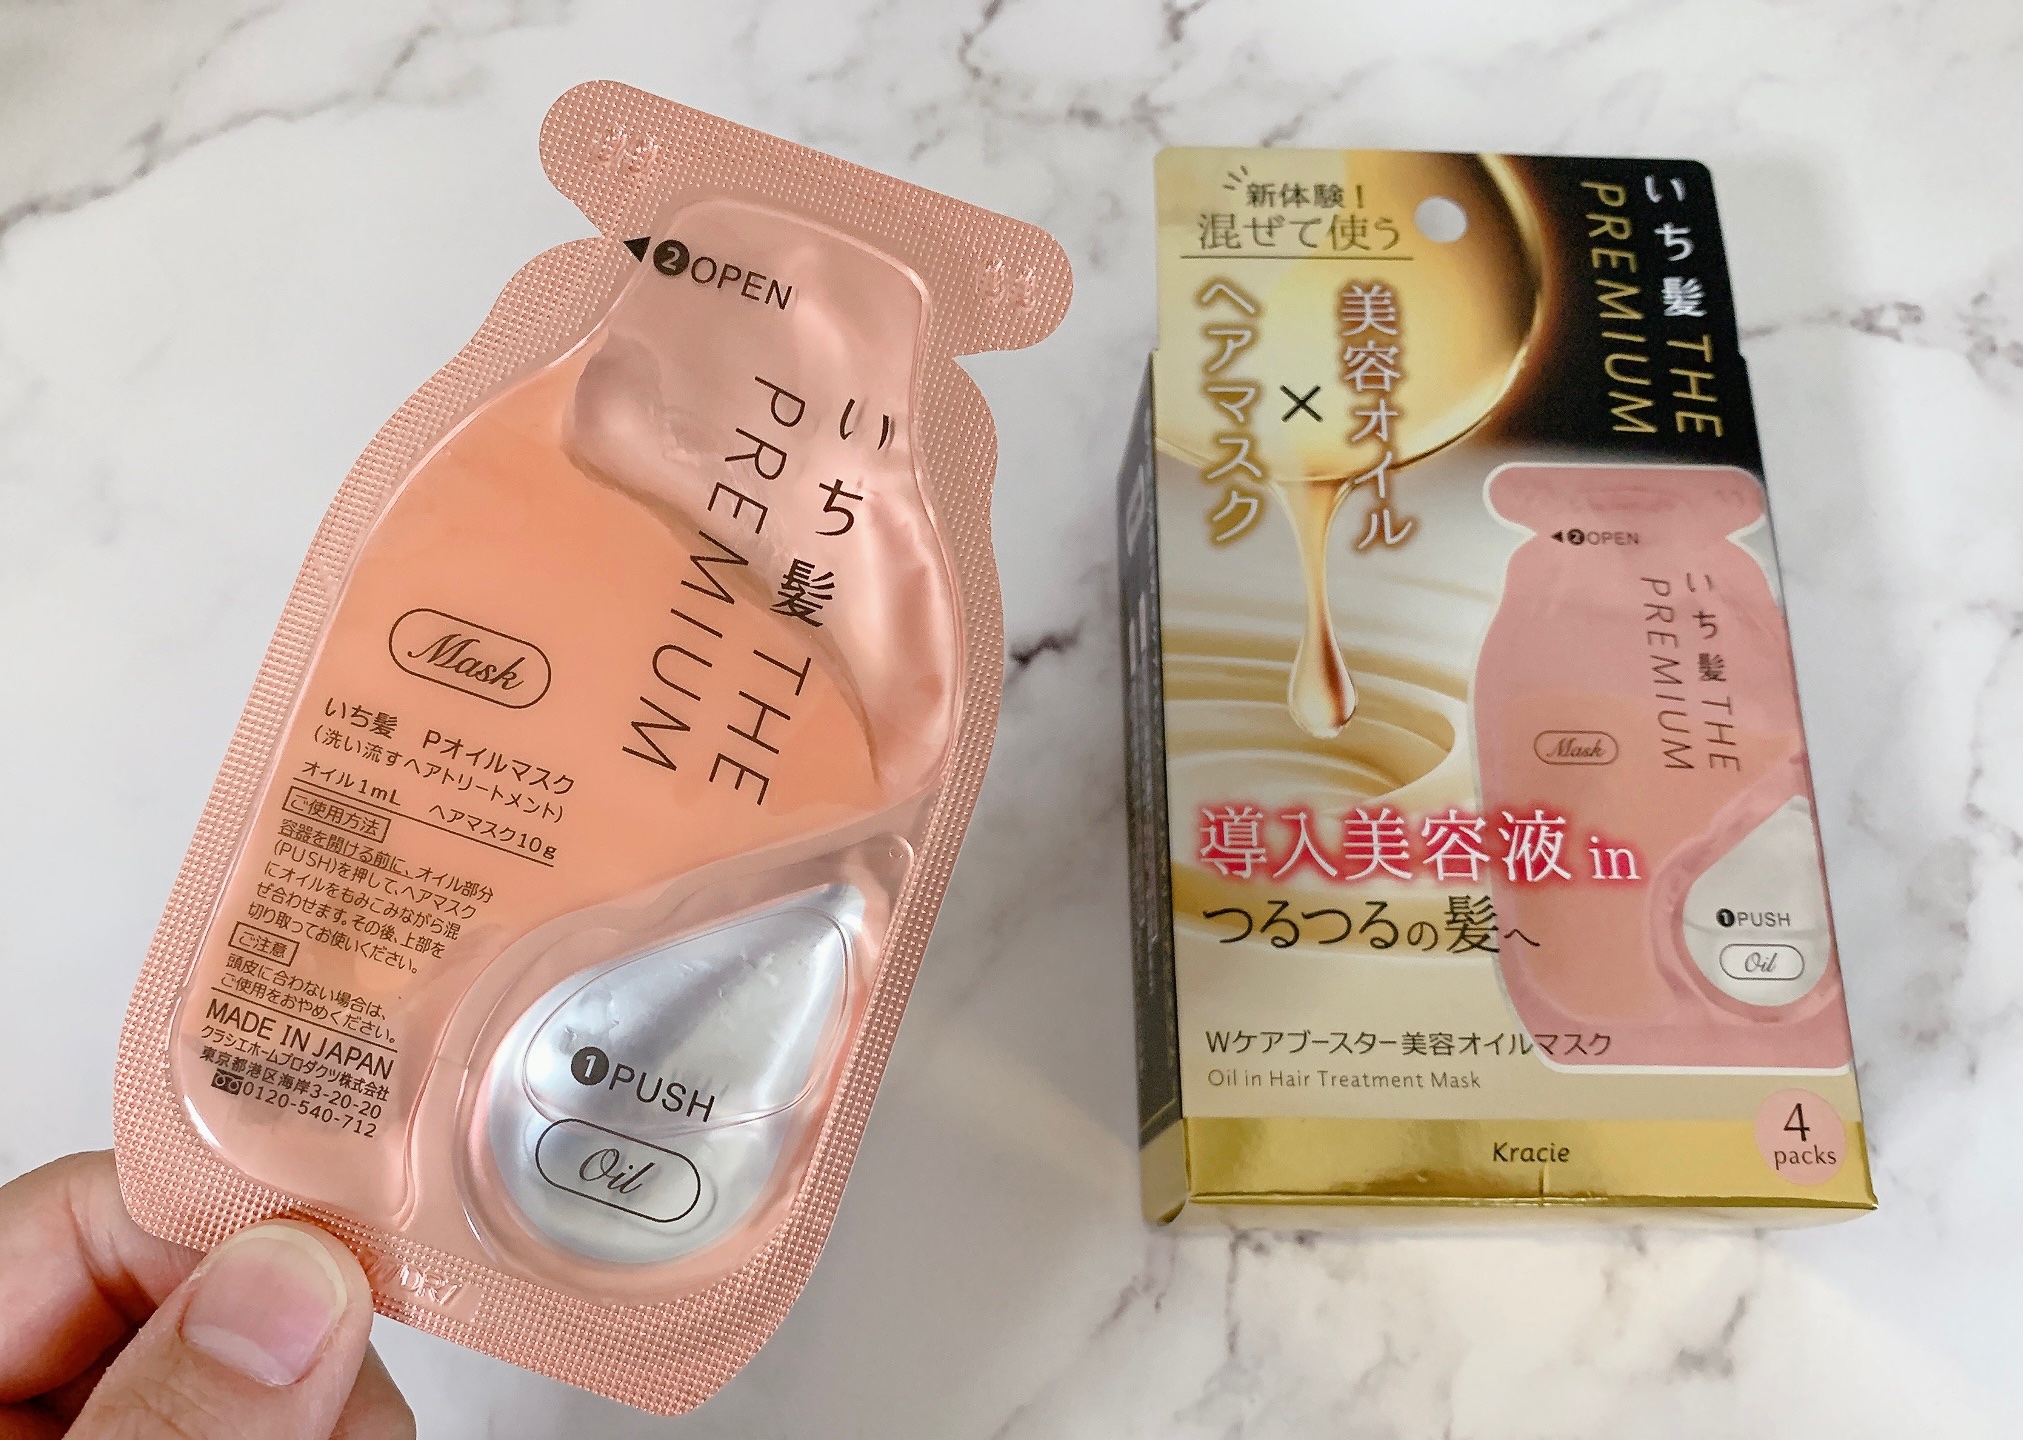 ❷OPEN
いち髪 THE
PREMIUM
Mask
いち髪 Pオイルマスク
(洗い流すヘアトリートメント)
オイル1mL ヘアマスク10g
ご使用方法
容器を開ける前に、オイル部分
(PUSH)を押して、ヘアマスク
にオイルをもみこみながら混
ぜ合わせます。その後、上部を
切り取ってお使いください。
ご注意
頭皮に合わない場合は、
ご使用をおやめください。
MADE IN JAPAN
クラシエホームプロダクツ株式会社
東京都港区海岸3-20-20
0120-540-712
❶PUSH
Oil
新体験!
混ぜて使う
美容オイル
×
ヘアマスク
いち髪 THE
PREMIUM
❷OPEN
いち髪 THE
PREMIUM
Mask
❶PUSH
Oil
導入美容液 in
つるつるの髪へ
Wケアブースター美容オイルマスク
Oil in Hair Treatment Mask
Kracie
4
packs